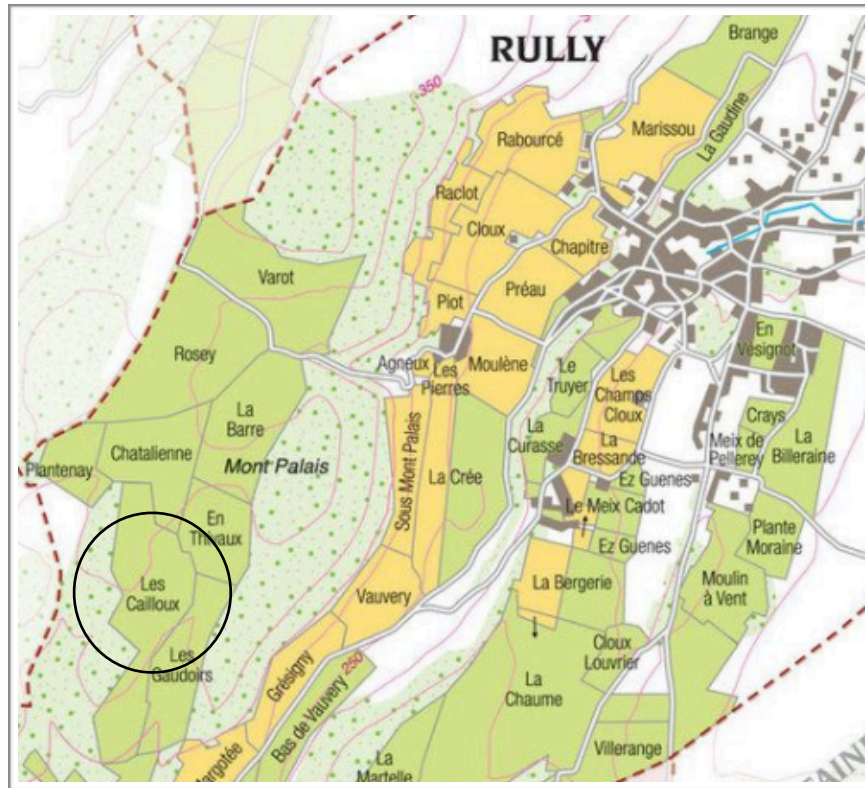 RULLY
Brange
350
Rabourcé
Marissou
La Gaudine
Raclot
Cloux
Chapitre
Varot
Piot
Préau
En
Vésignot
Rosey
Agneux
Les
Pierres
Moulène
Le
Truyer
Les
Champs
Cloux
La
Barre
Crays
Chatalienne
Mont Palais
Sous Mont Palais
La
Curasse
La
Bressande
Meix de
Pellerey
La
Billeraine
Plantenay
La Crée
Ez Guenes
Le Meix Cadot
En
Thivaux
Plante
Moraine
Ez Guenes
Les
Cailloux
Vauvery
La Bergerie
Moulin
à Vent
Les
Gaudoirs
Grésigny
250
Cloux
Louvrier
La
Chaume
Bas de Vauvery
Villerange
La
Martelle